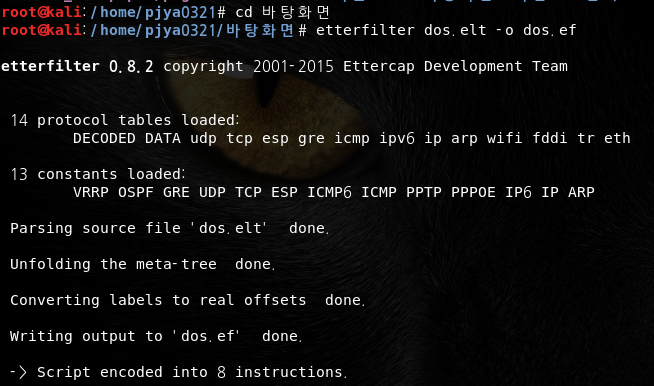 root@kali:/home/pjya0321# cd 바탕화면
root@kali:/home/pjya0321/바탕화면# etterfilter dos.elt -o dos.ef
etterfilter 0.8.2 copyright 2001-2015 Ettercap Development Team
14 protocol tables loaded:
DECODED DATA udp tcp esp gre icmp ipv6 ip arp wifi fddi tr eth
13 constants loaded:
VRRP OSPF GRE UDP TCP ESP ICMP6 ICMP PPTP PPPOE IP6 IP ARP
Parsing source file 'dos.elt'  done.
Unfolding the meta-tree  done.
Converting labels to real offsets  done.
Writing output to 'dos.ef'  done.
-> Script encoded into 8 instructions.